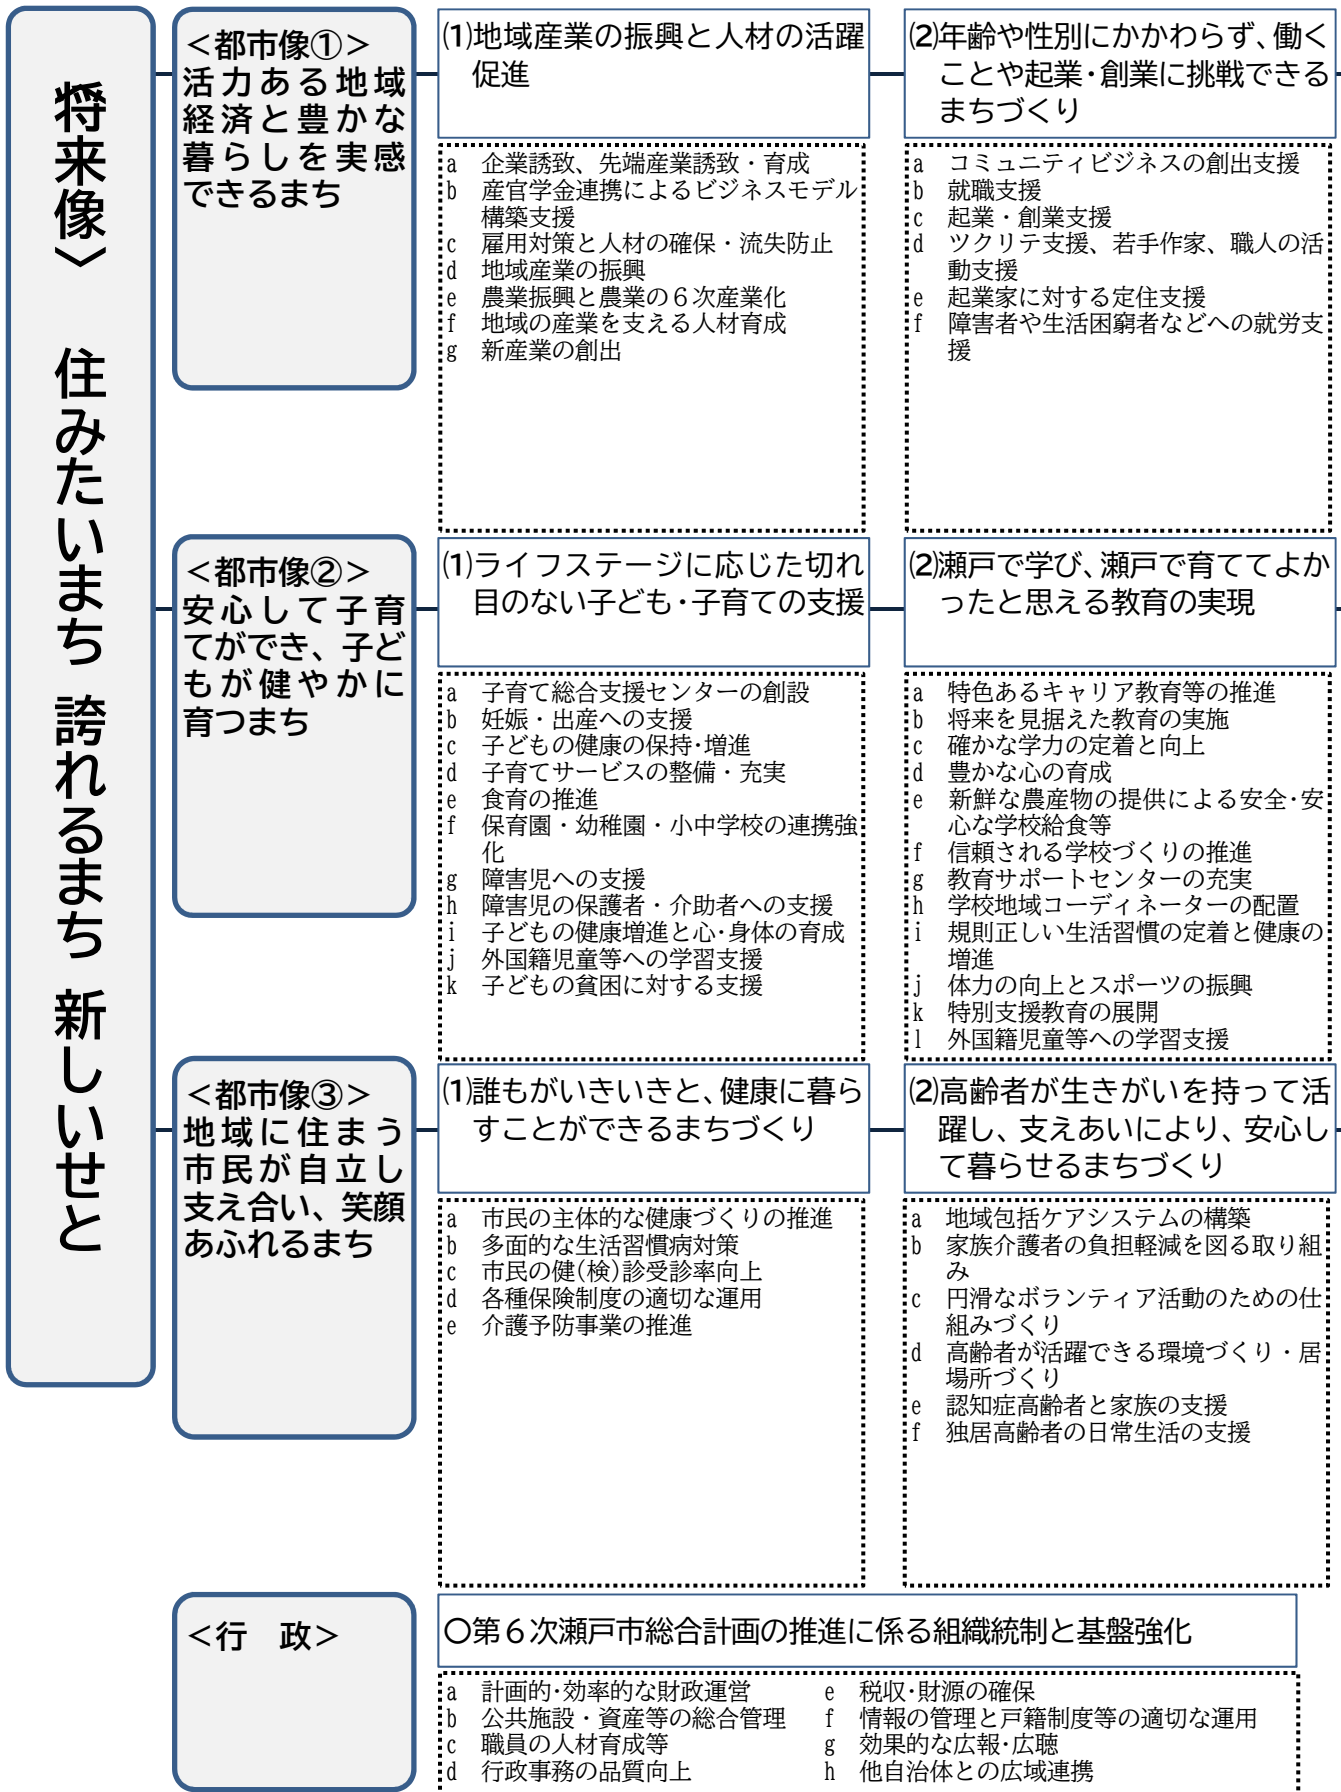 将来像〉 住みたいまち 誇れるまち 新しいせと
<都市像①>
活力ある地域
経済と豊かな
暮らしを実感
できるまち
⑴地域産業の振興と人材の活躍
促進
a 企業誘致、先端産業誘致・育成
b 産官学金連携によるビジネスモデル
構築支援
c 雇用対策と人材の確保・流失防止
d 地域産業の振興
e 農業振興と農業の６次産業化
f 地域の産業を支える人材育成
g 新産業の創出
⑵年齢や性別にかかわらず、働く
ことや起業・創業に挑戦できる
まちづくり
a コミュニティビジネスの創出支援
b 就職支援
c 起業・創業支援
d ツクリテ支援、若手作家、職人の活
動支援
e 起業家に対する定住支援
f 障害者や生活困窮者などへの就労支
援
<都市像②>
安心して子育
てができ、子ど
もが健やかに
育つまち
⑴ライフステージに応じた切れ
目のない子ども・子育ての支援
a 子育て総合支援センターの創設
b 妊娠・出産への支援
c 子どもの健康の保持・増進
d 子育てサービスの整備・充実
e 食育の推進
f 保育園・幼稚園・小中学校の連携強
化
g 障害児への支援
h 障害児の保護者・介助者への支援
i 子どもの健康増進と心・身体の育成
j 外国籍児童等への学習支援
k 子どもの貧困に対する支援
⑵瀬戸で学び、瀬戸で育ててよか
ったと思える教育の実現
a 特色あるキャリア教育等の推進
b 将来を見据えた教育の実施
c 確かな学力の定着と向上
d 豊かな心の育成
e 新鮮な農産物の提供による安全・安
心な学校給食等
f 信頼される学校づくりの推進
g 教育サポートセンターの充実
h 学校地域コーディネーターの配置
i 規則正しい生活習慣の定着と健康の
増進
j 体力の向上とスポーツの振興
k 特別支援教育の展開
l 外国籍児童等への学習支援
<都市像③>
地域に住まう
市民が自立し
支え合い、笑顔
あふれるまち
⑴誰もがいきいきと、健康に暮ら
すことができるまちづくり
a 市民の主体的な健康づくりの推進
b 多面的な生活習慣病対策
c 市民の健(検)診受診率向上
d 各種保険制度の適切な運用
e 介護予防事業の推進
⑵高齢者が生きがいを持って活
躍し、支えあいにより、安心し
て暮らせるまちづくり
a 地域包括ケアシステムの構築
b 家族介護者の負担軽減を図る取り組
み
c 円滑なボランティア活動のための仕
組みづくり
d 高齢者が活躍できる環境づくり・居
場所づくり
e 認知症高齢者と家族の支援
f 独居高齢者の日常生活の支援
<行　政>
○第６次瀬戸市総合計画の推進に係る組織統制と基盤強化
a 計画的・効率的な財政運営
b 公共施設・資産等の総合管理
c 職員の人材育成等
d 行政事務の品質向上
e 税収・財源の確保
f 情報の管理と戸籍制度等の適切な運用
g 効果的な広報・広聴
h 他自治体との広域連携